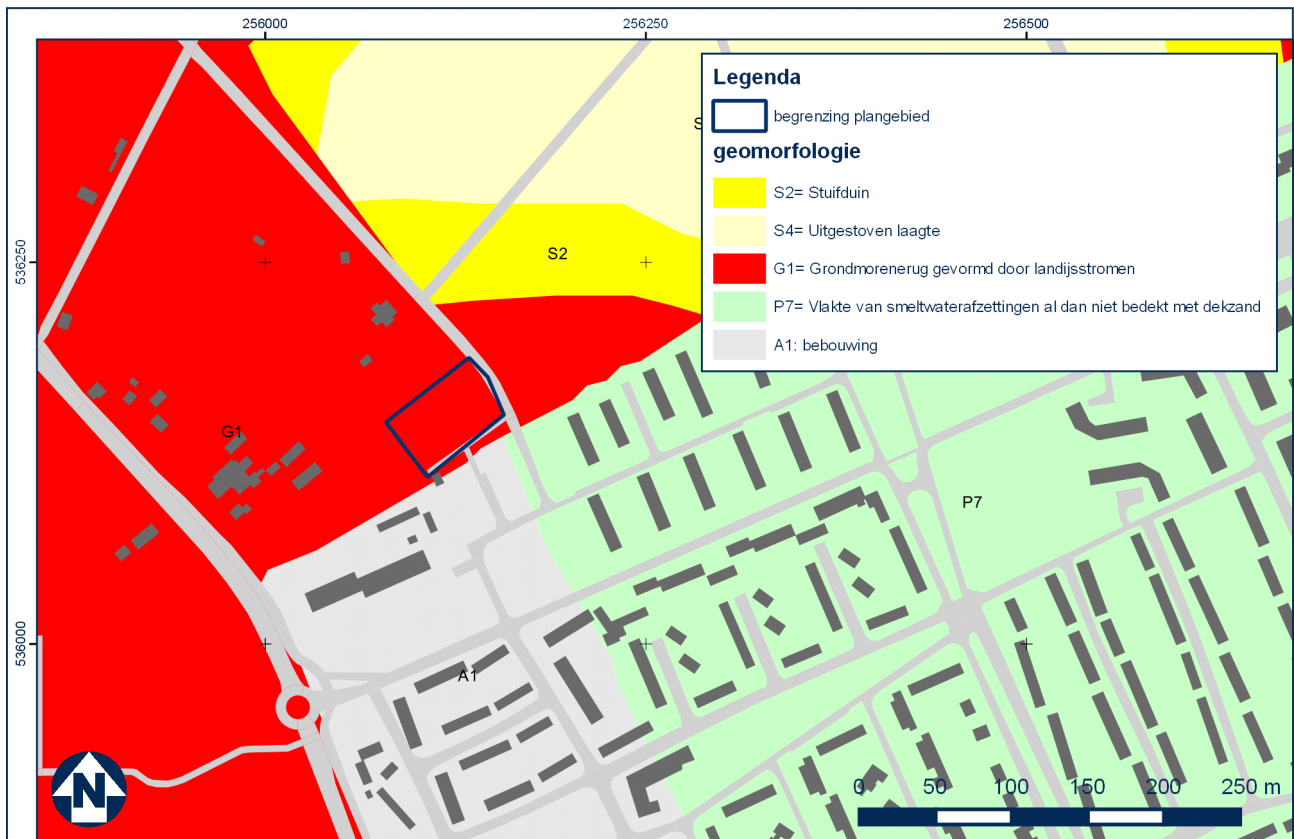 256000 256250 256500
Legenda
begrenzing plangebied
S
geomorfologie
S2= Stuifduin
S4= Uitgestoven laagte
S2
536250
G1= Grondmorenerug gevormd door landijsstromen
P7= Vlakte van smeltwaterafzettingen al dan niet bedekt met dekzand
A1: bebouwing
G1
P7
536000
A1
N
0 50 100 150 200 250 m